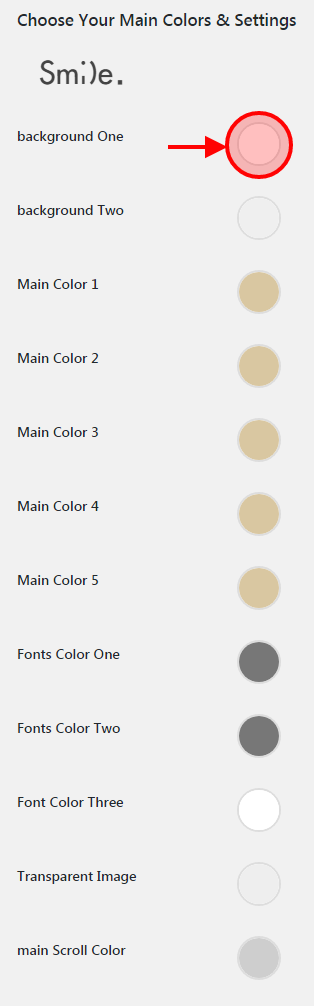 Choose Your Main Colors & Settings
Smile.
background One
background Two
Main Color 1
Main Color 2
Main Color 3
Main Color 4
Main Color 5
Fonts Color One
Fonts Color Two
Font Color Three
Transparent Image
main Scroll Color